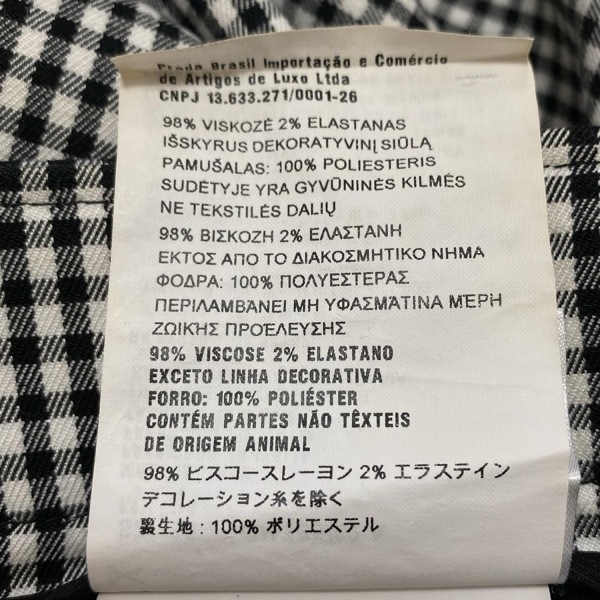 Prada Brasil Importação e Comércio
de Artigos de Luxo Ltda
CNPJ 13.633.271/0001-26
98% VISKOZĖ 2% ELASTANAS
IŠSKYRUS DEKORATYVINĮ SIŪLĄ
PAMUŠALAS: 100% POLIESTERIS
SUDĖTYJE YRA GYVŪNINĖS KILMĖS
NE TEKSTILĖS DALIŲ
98% ΒΙΣΚΟΖΗ 2% ΕΛΑΣΤΑΝΗ
ΕΚΤΟΣ ΑΠΟ ΤΟ ΔΙΑΚΟΣΜΗΤΙΚΟ ΝΗΜΑ
ΦΟΔΡΑ: 100% ΠΟΛΥΕΣΤΕΡΑΣ
ΠΕΡΙΛΑΜΒΆΝΕΙ ΜΗ ΥΦΑΣΜΆΤΙΝΑ ΜΈΡΗ
ΖΩΙΚΉΣ ΠΡΟΈΛΕΥΣΗΣ
98% VISCOSE 2% ELASTANO
EXCETO LINHA DECORATIVA
FORRO: 100% POLIÉSTER
CONTÉM PARTES NÃO TÊXTEIS
DE ORIGEM ANIMAL
98% ビスコースレーヨン 2% エラステイン
デコレーション糸を除く
裏生地 : 100% ポリエステル